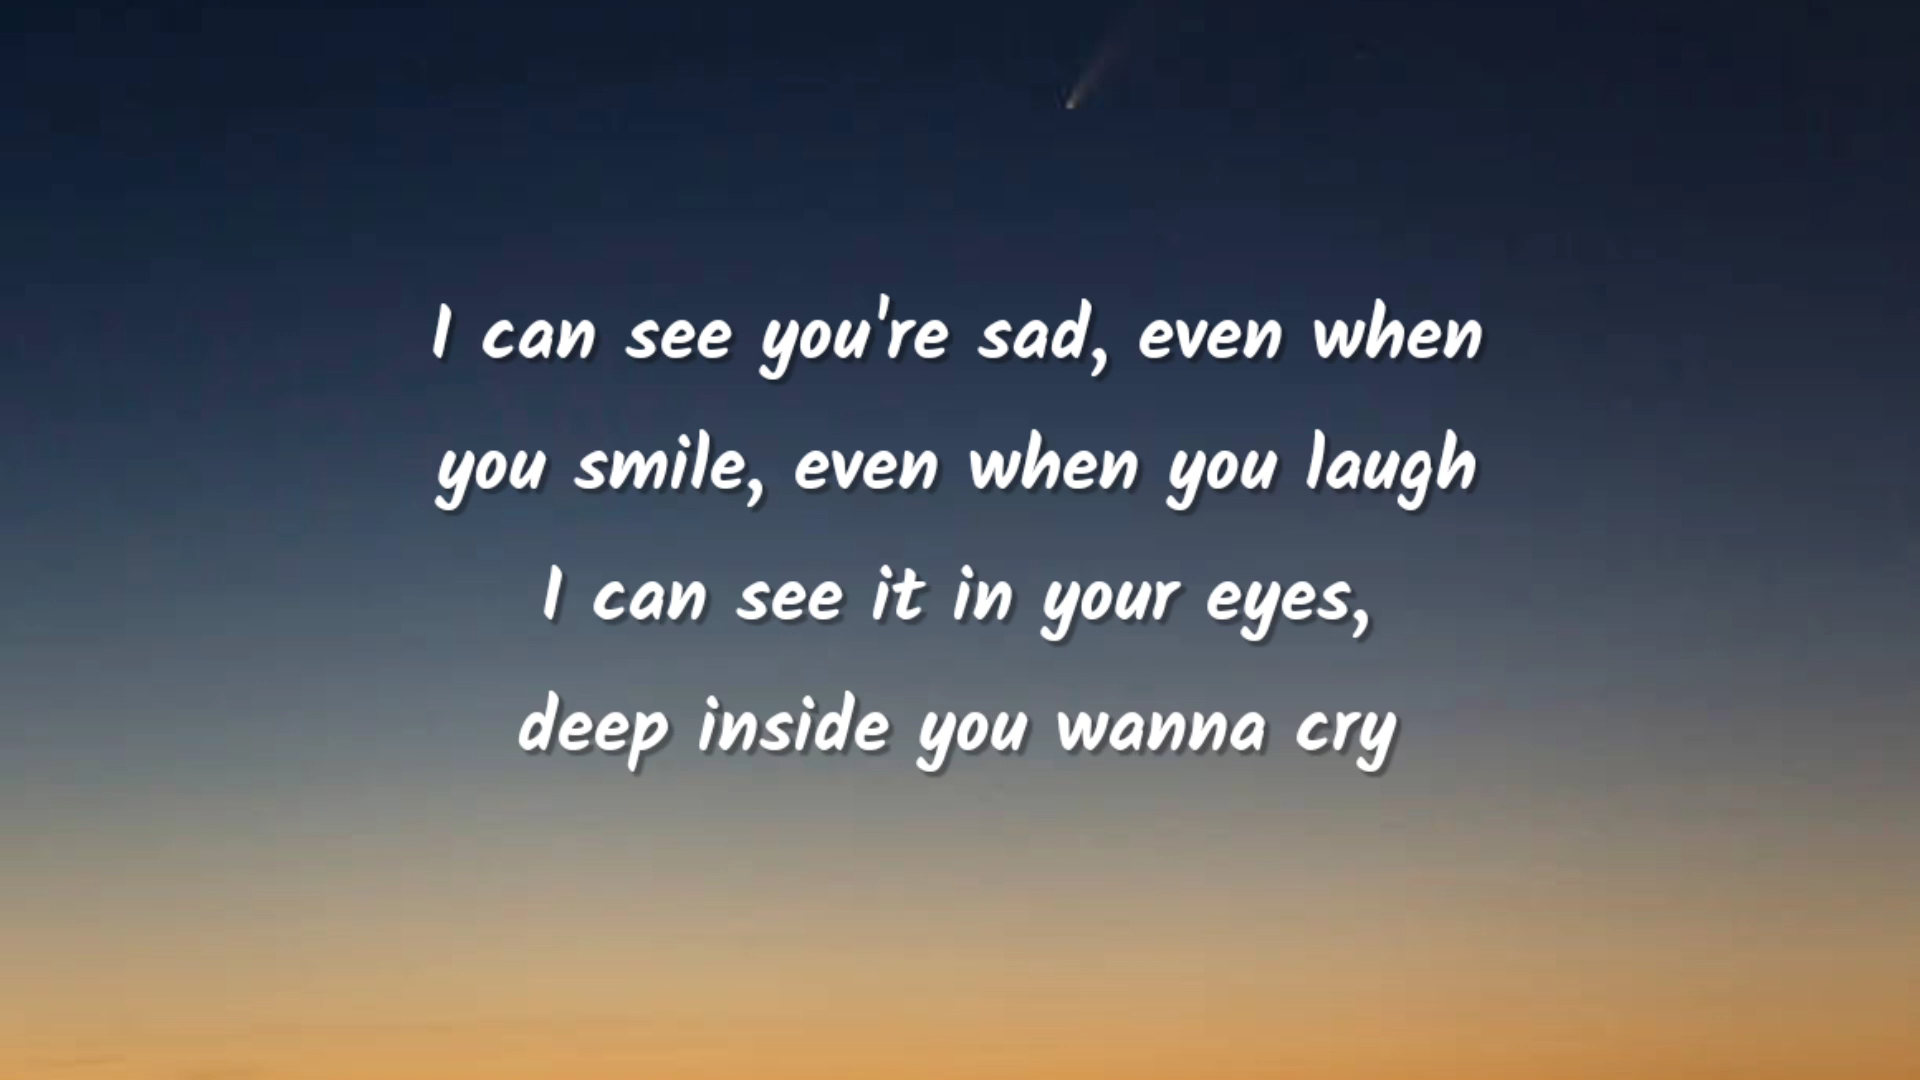 I can see you're sad, even when
you smile, even when you laugh
I can see it in your eyes,
deep inside you wanna cry